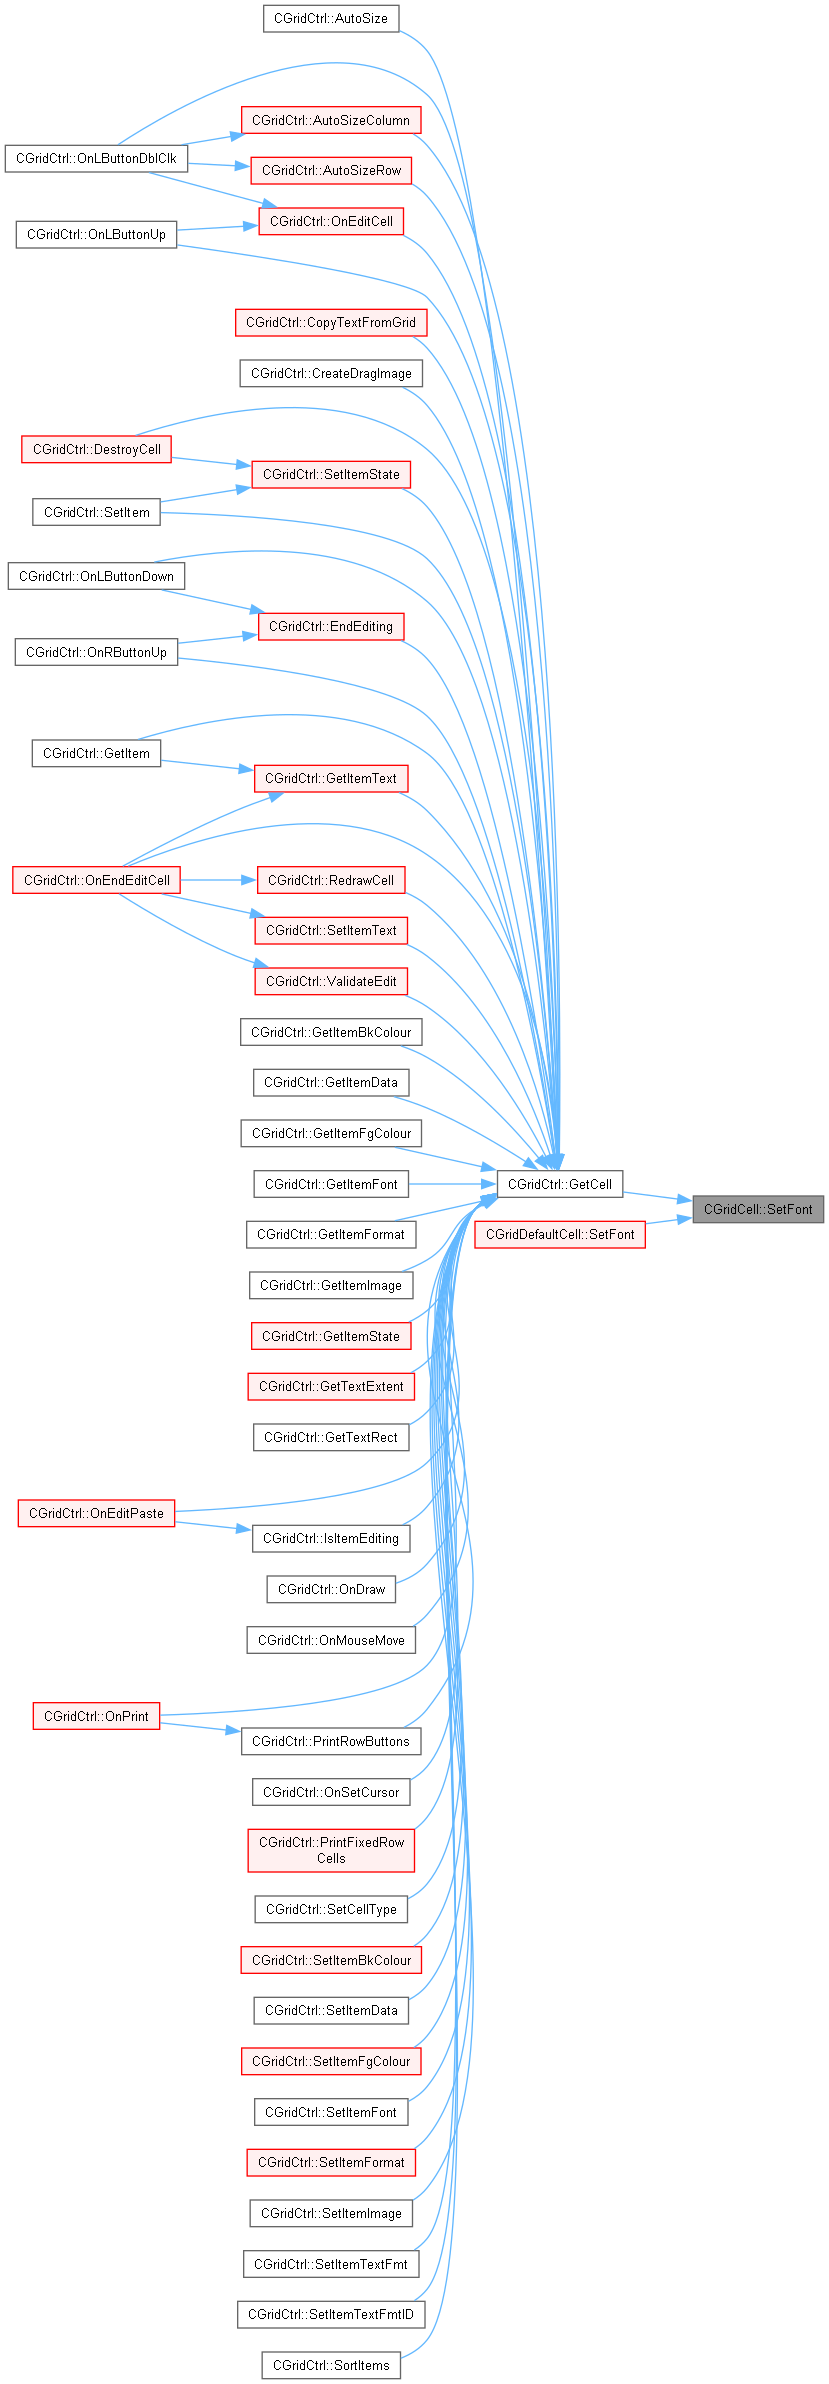 CGridCtrl::AutoSize
CGridCtrl::AutoSizeColumn
CGridCtrl::OnLButtonDblClk
CGridCtrl::AutoSizeRow
CGridCtrl::OnEditCell
CGridCtrl::OnLButtonUp
CGridCtrl::CopyTextFromGrid
CGridCtrl::CreateDragImage
CGridCtrl::DestroyCell
CGridCtrl::SetItemState
CGridCtrl::SetItem
CGridCtrl::OnLButtonDown
CGridCtrl::EndEditing
CGridCtrl::OnRButtonUp
CGridCtrl::GetItem
CGridCtrl::GetItemText
CGridCtrl::OnEndEditCell
CGridCtrl::RedrawCell
CGridCtrl::SetItemText
CGridCtrl::ValidateEdit
CGridCtrl::GetItemBkColour
CGridCtrl::GetItemData
CGridCtrl::GetItemFgColour
CGridCtrl::GetItemFont
CGridCtrl::GetCell
CGridCell::SetFont
CGridCtrl::GetItemFormat
CGridDefaultCell::SetFont
CGridCtrl::GetItemImage
CGridCtrl::GetItemState
CGridCtrl::GetTextExtent
CGridCtrl::GetTextRect
CGridCtrl::OnEditPaste
CGridCtrl::IsItemEditing
CGridCtrl::OnDraw
CGridCtrl::OnMouseMove
CGridCtrl::OnPrint
CGridCtrl::PrintRowButtons
CGridCtrl::OnSetCursor
CGridCtrl::PrintFixedRow
Cells
CGridCtrl::SetCellType
CGridCtrl::SetItemBkColour
CGridCtrl::SetItemData
CGridCtrl::SetItemFgColour
CGridCtrl::SetItemFont
CGridCtrl::SetItemFormat
CGridCtrl::SetItemImage
CGridCtrl::SetItemTextFmt
CGridCtrl::SetItemTextFmtID
CGridCtrl::SortItems